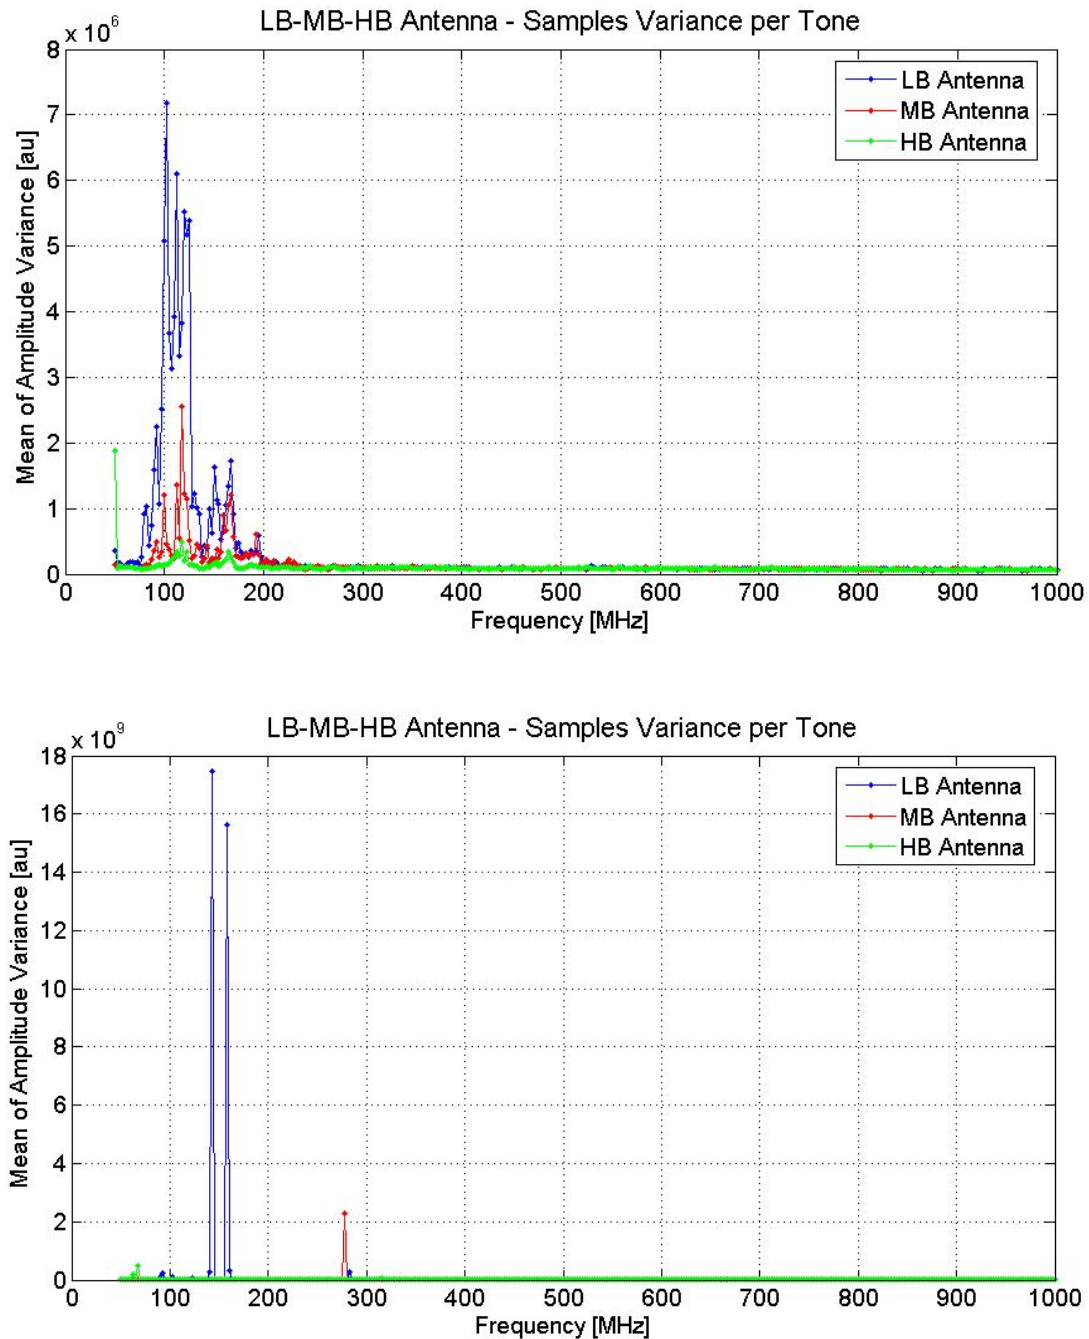 LB-MB-HB Antenna - Samples Variance per Tone
x 10^6
8
7
6
5
4
3
2
1
0
Mean of Amplitude Variance [au]
LB Antenna
MB Antenna
HB Antenna
0 100 200 300 400 500 600 700 800 900 1000
Frequency [MHz]
LB-MB-HB Antenna - Samples Variance per Tone
x 10^9
18
16
14
12
10
8
6
4
2
0
Mean of Amplitude Variance [au]
LB Antenna
MB Antenna
HB Antenna
0 100 200 300 400 500 600 700 800 900 1000
Frequency [MHz]